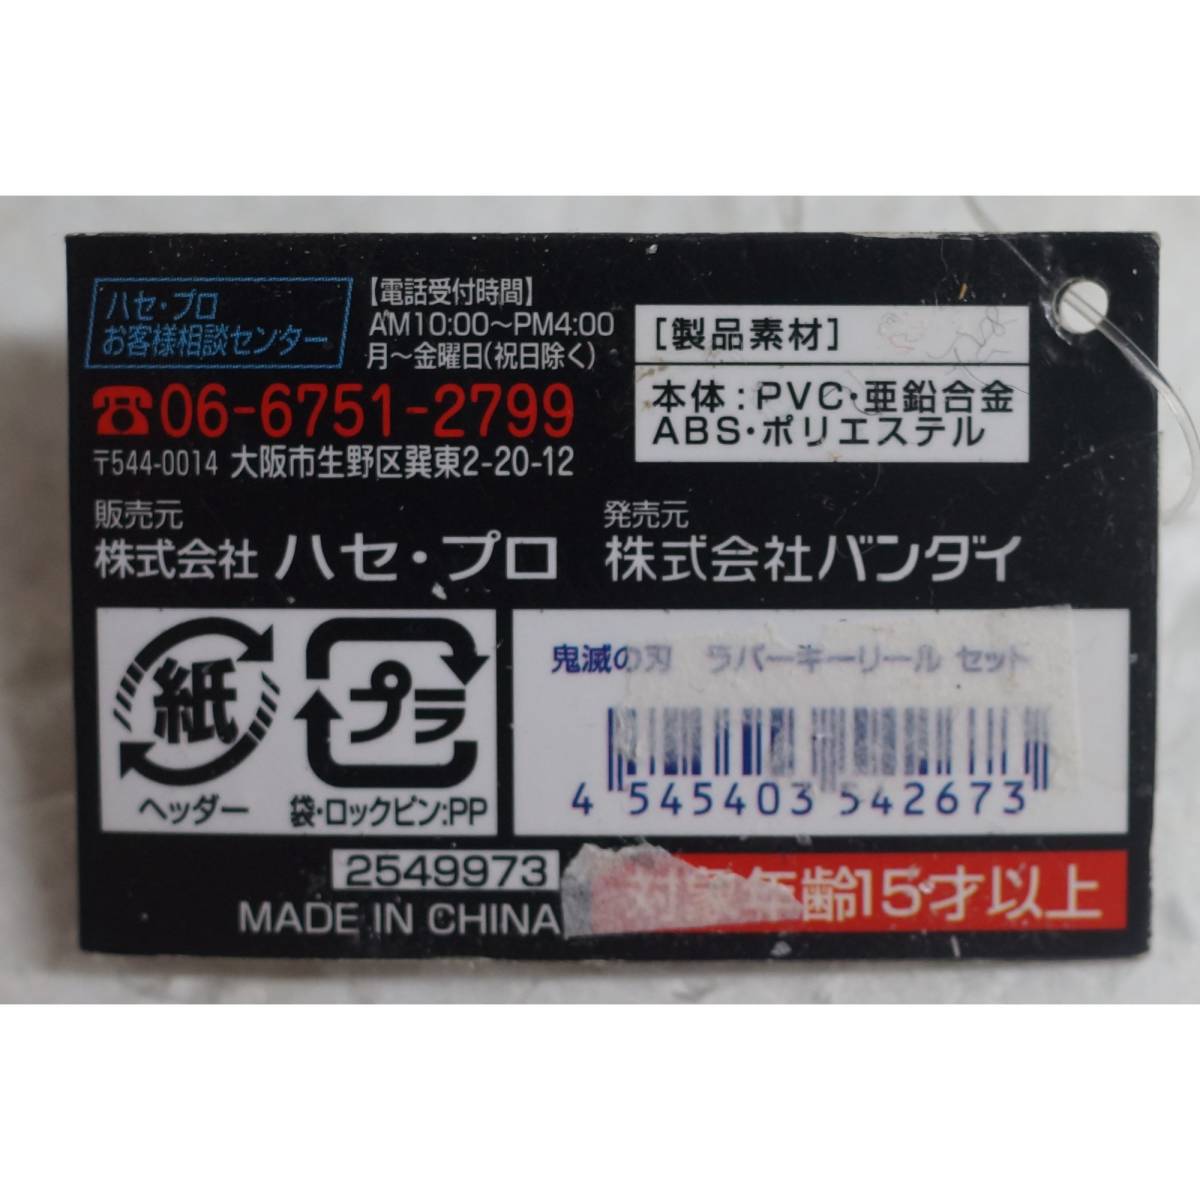 ハセ・プロ
お客様相談センター
【電話受付時間】
AM10:00〜PM4:00
月〜金曜日(祝日除く)
☎06-6751-2799
〒544-0014 大阪市生野区巽東2-20-12
[製品素材]
本体:PVC・亜鉛合金
ABS・ポリエステル
販売元
株式会社 ハセ・プロ
発売元
株式会社バンダイ
紙
ヘッダー
プラ
袋・ロックピン:PP
鬼滅の刃 ラバーキーリール セット
4 545403 542673
2549973
MADE IN CHINA
対象年齢15才以上